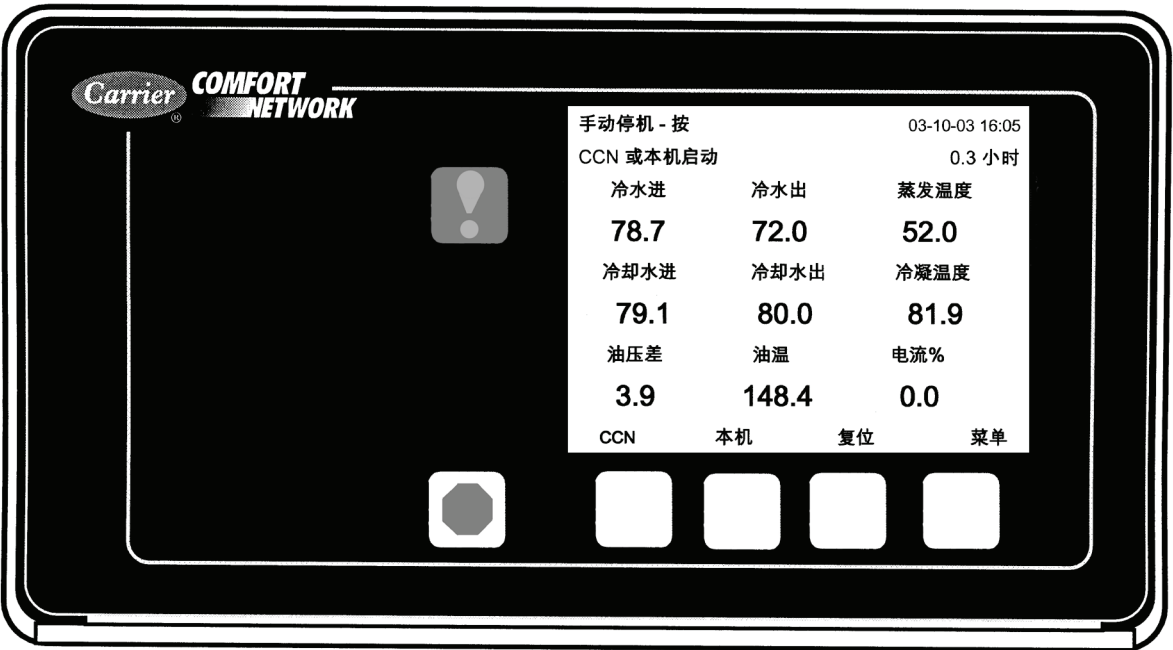 Carrier
®
COMFORT
NETWORK
手动停机 - 按 03-10-03 16:05
CCN 或本机启动 0.3 小时
冷水进 冷水出 蒸发温度
78.7 72.0 52.0
冷却水进 冷却水出 冷凝温度
79.1 80.0 81.9
油压差 油温 电流%
3.9 148.4 0.0
CCN 本机 复位 菜单